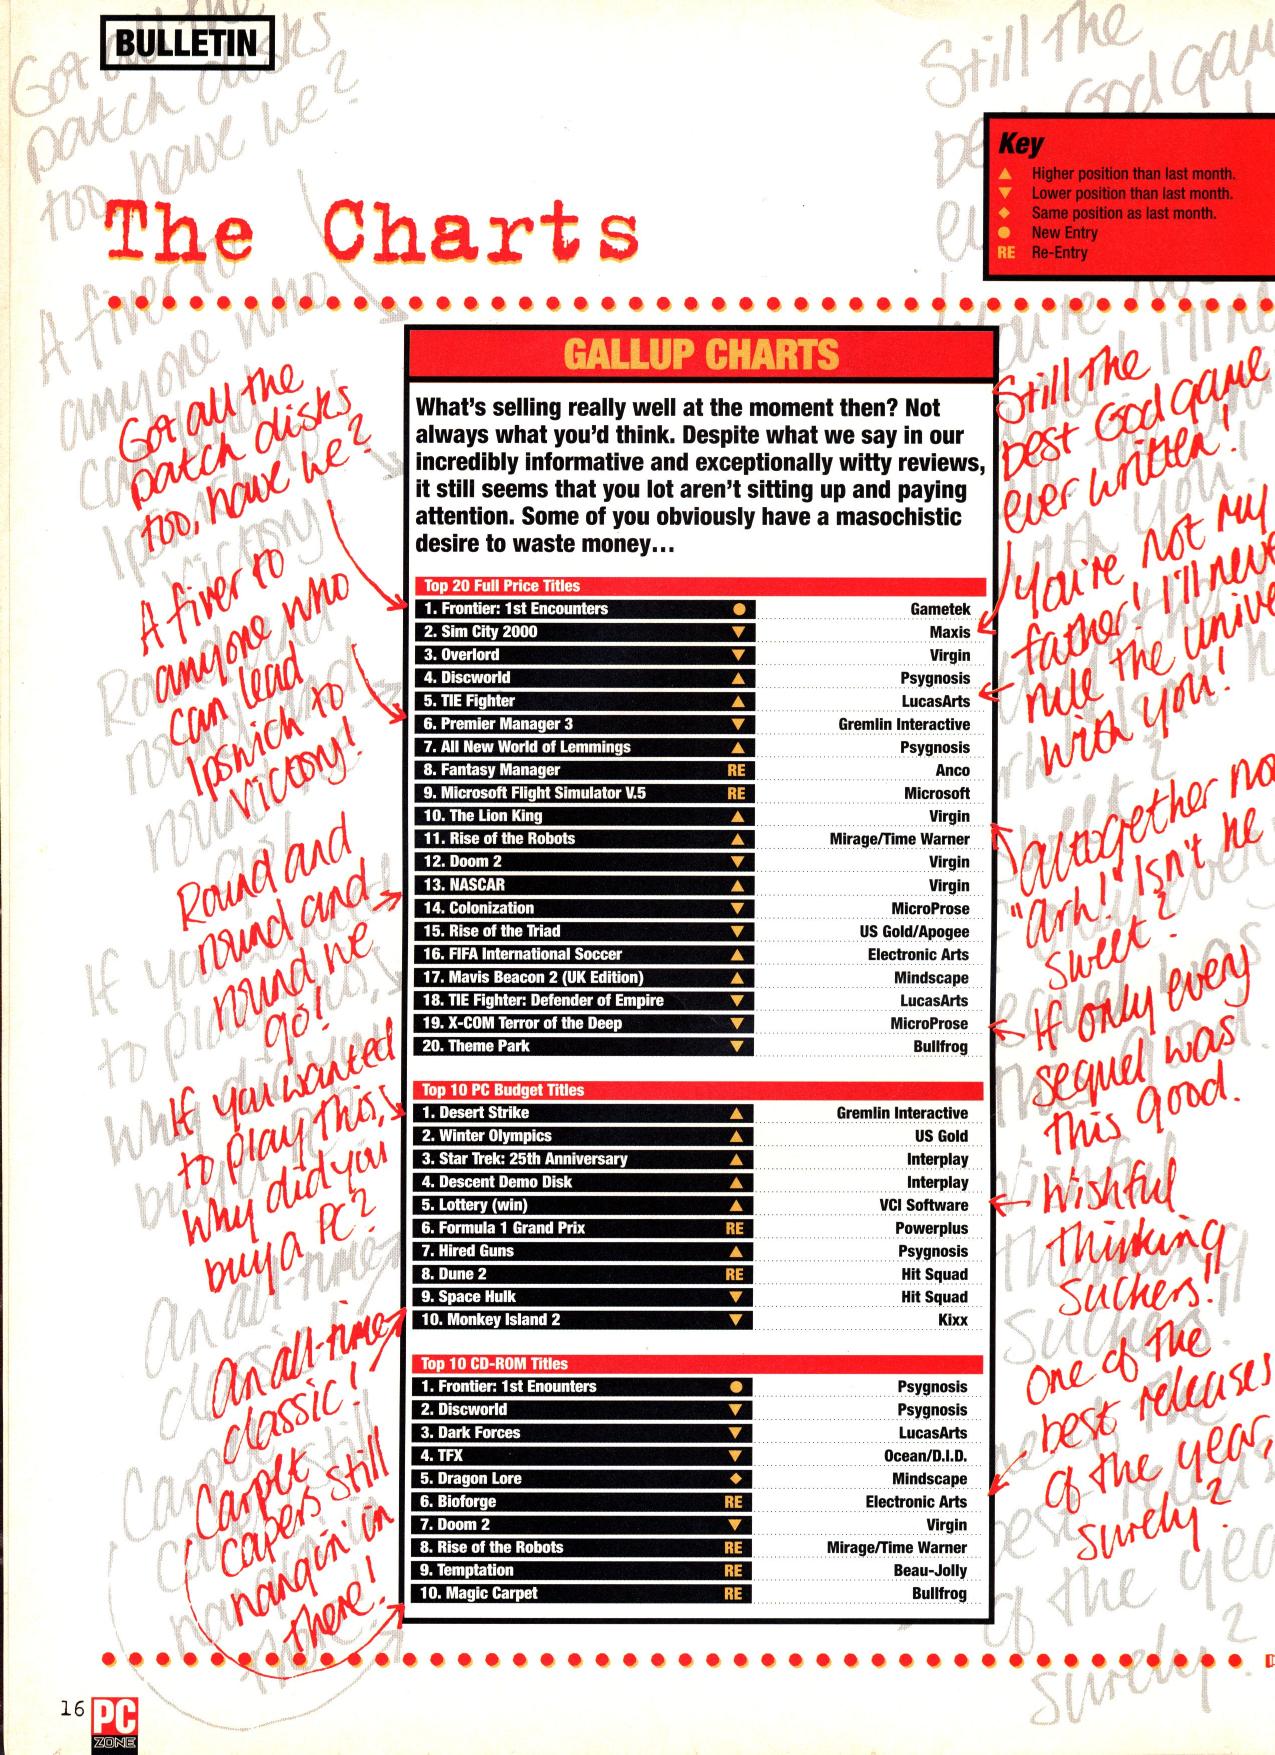 BULLETIN
The Charts
Key
▲ Higher position than last month.
▼ Lower position than last month.
◆ Same position as last month.
● New Entry
RE Re-Entry
GALLUP CHARTS
What's selling really well at the moment then? Not
always what you'd think. Despite what we say in our
incredibly informative and exceptionally witty reviews,
it still seems that you lot aren't sitting up and paying
attention. Some of you obviously have a masochistic
desire to waste money...
Top 20 Full Price Titles
1. Frontier: 1st Encounters ● Gametek
2. Sim City 2000 ▼ Maxis
3. Overlord ▼ Virgin
4. Discworld ▲ Psygnosis
5. TIE Fighter ▲ LucasArts
6. Premier Manager 3 ▼ Gremlin Interactive
7. All New World of Lemmings ▲ Psygnosis
8. Fantasy Manager RE Anco
9. Microsoft Flight Simulator V.5 RE Microsoft
10. The Lion King ▲ Virgin
11. Rise of the Robots ▲ Mirage/Time Warner
12. Doom 2 ▼ Virgin
13. NASCAR ▲ Virgin
14. Colonization ▼ MicroProse
15. Rise of the Triad ▼ US Gold/Apogee
16. FIFA International Soccer ▲ Electronic Arts
17. Mavis Beacon 2 (UK Edition) ▲ Mindscape
18. TIE Fighter: Defender of Empire ▼ LucasArts
19. X-COM Terror of the Deep ▼ MicroProse
20. Theme Park ▼ Bullfrog
Top 10 PC Budget Titles
1. Desert Strike ▲ Gremlin Interactive
2. Winter Olympics ▲ US Gold
3. Star Trek: 25th Anniversary ▲ Interplay
4. Descent Demo Disk ▲ Interplay
5. Lottery (win) ▲ VCI Software
6. Formula 1 Grand Prix RE Powerplus
7. Hired Guns ▲ Psygnosis
8. Dune 2 RE Hit Squad
9. Space Hulk ▼ Hit Squad
10. Monkey Island 2 ▼ Kixx
Top 10 CD-ROM Titles
1. Frontier: 1st Enounters ● Psygnosis
2. Discworld ▼ Psygnosis
3. Dark Forces ▼ LucasArts
4. TFX ▼ Ocean/D.I.D.
5. Dragon Lore ◆ Mindscape
6. Bioforge RE Electronic Arts
7. Doom 2 ▼ Virgin
8. Rise of the Robots RE Mirage/Time Warner
9. Temptation RE Beau-Jolly
10. Magic Carpet RE Bullfrog
Got all the
patch disks
too, have we?
A fiver to
anyone who
can lead
Ipswich to
victory!
Round and
round and
round we
go!
If you wanted
to play this,
why did you
buy a PC?
An all-time
classic!
Carpet
capers still
hangin' in
there!
Still the
best God game
ever written!
You're not my
father! I'll neve
rule the unive
with you!
"altogether no
"arh!" Isn't he
sweet?
If only every
sequel was
this good.
Wishful
thinking
suckers!!
One of the
best releases
of the year,
surely?
16
PC
ZONE